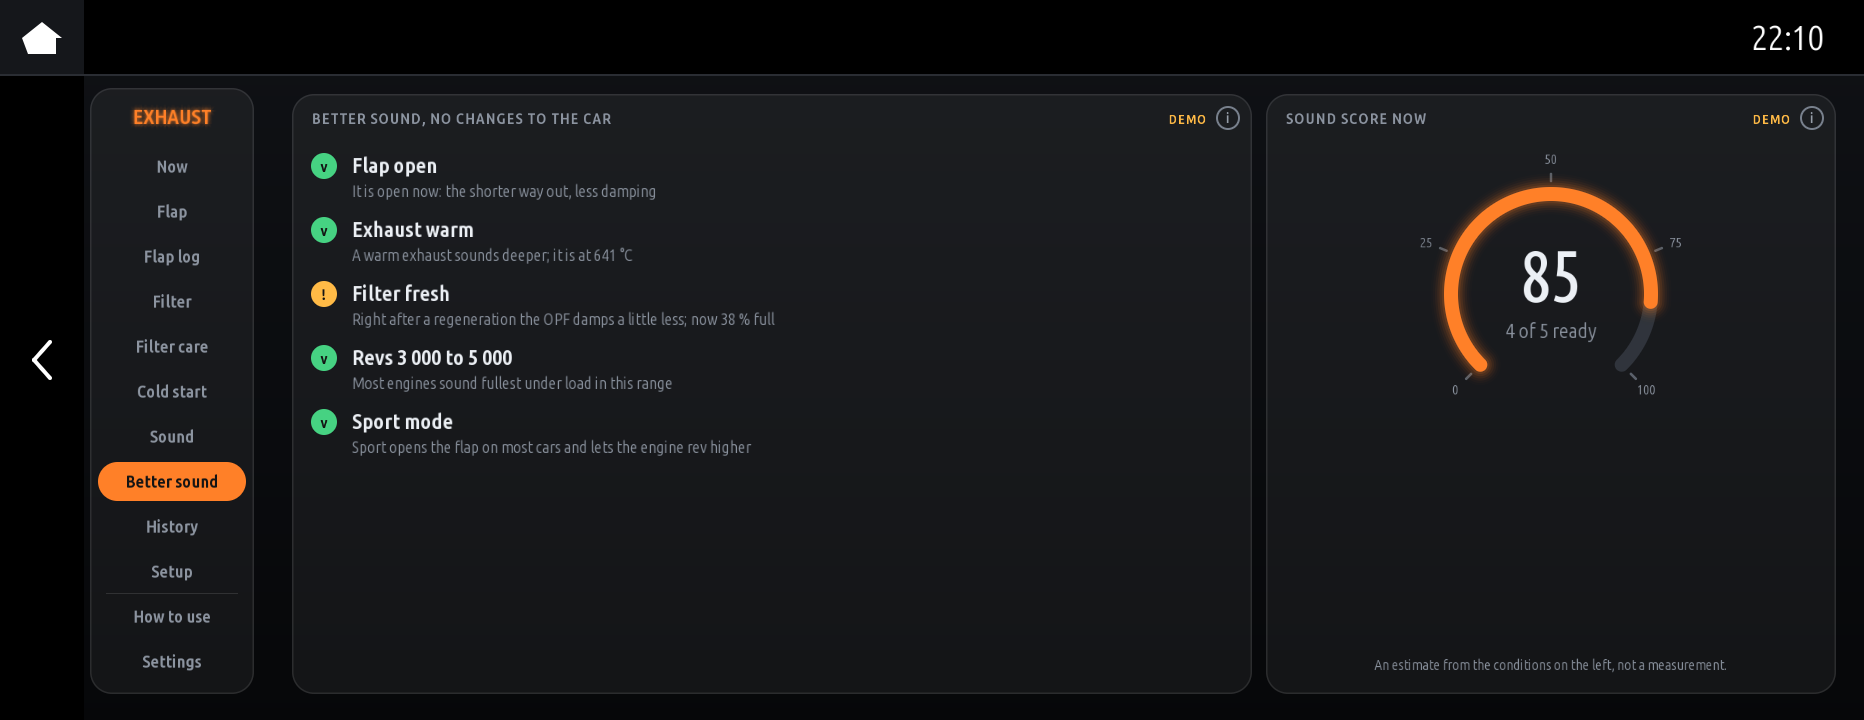 22:10
EXHAUST
Now
Flap
Flap log
Filter
Filter care
Cold start
Sound
Better sound
History
Setup
How to use
Settings
BETTER SOUND, NO CHANGES TO THE CAR
DEMO i
v Flap open
It is open now: the shorter way out, less damping
v Exhaust warm
A warm exhaust sounds deeper; it is at 641 °C
! Filter fresh
Right after a regeneration the OPF damps a little less; now 38 % full
v Revs 3 000 to 5 000
Most engines sound fullest under load in this range
v Sport mode
Sport opens the flap on most cars and lets the engine rev higher
SOUND SCORE NOW
DEMO i
50
25
75
85
4 of 5 ready
0
100
An estimate from the conditions on the left, not a measurement.